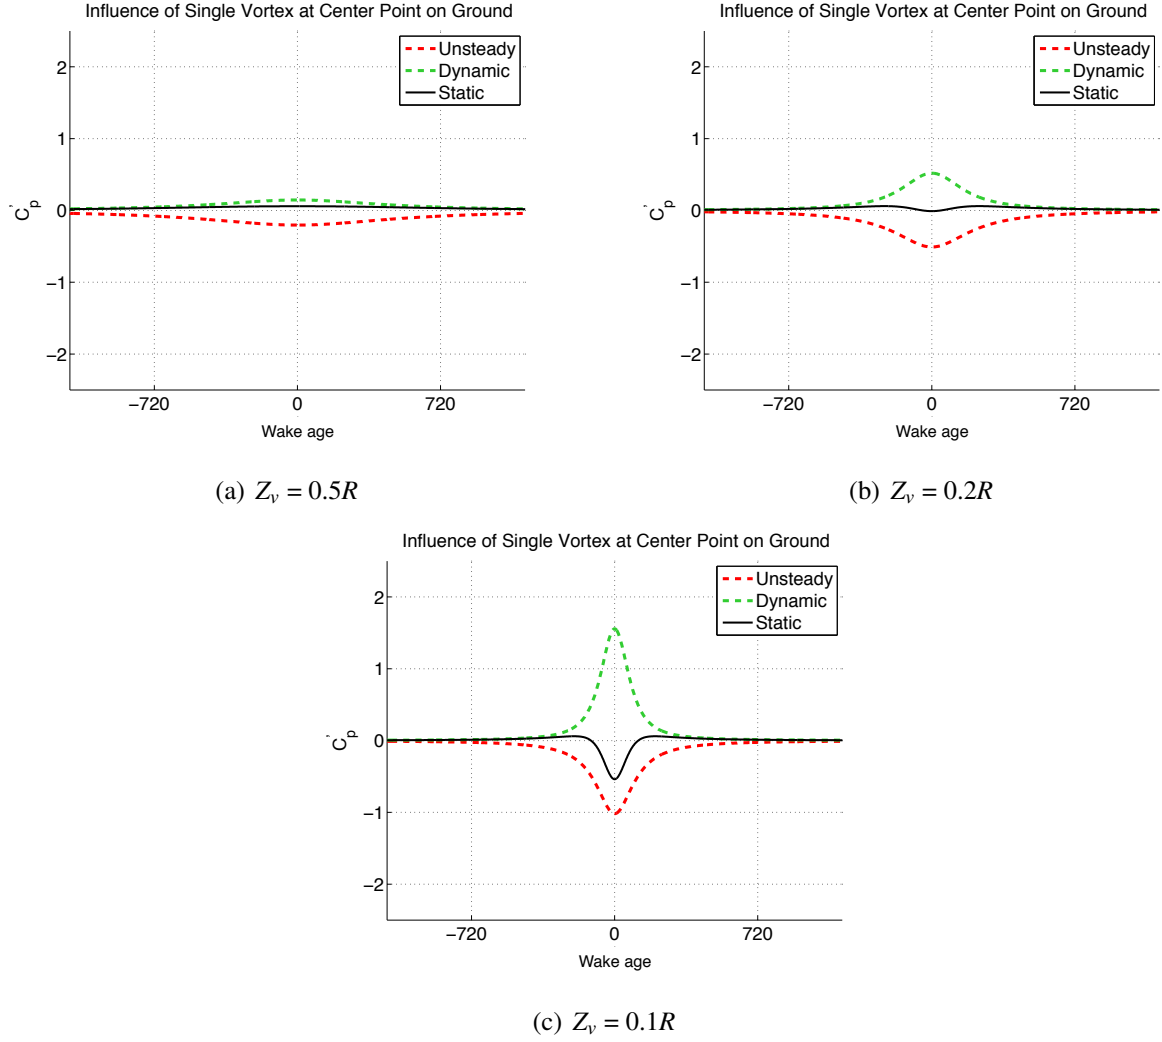 Influence of Single Vortex at Center Point on Ground
Unsteady
Dynamic
Static
2
1
0
−1
−2
C'p
−720 0 720
Wake age
(a) Zv = 0.5R
Influence of Single Vortex at Center Point on Ground
Unsteady
Dynamic
Static
2
1
0
−1
−2
C'p
−720 0 720
Wake age
(b) Zv = 0.2R
Influence of Single Vortex at Center Point on Ground
Unsteady
Dynamic
Static
2
1
0
−1
−2
C'p
−720 0 720
Wake age
(c) Zv = 0.1R